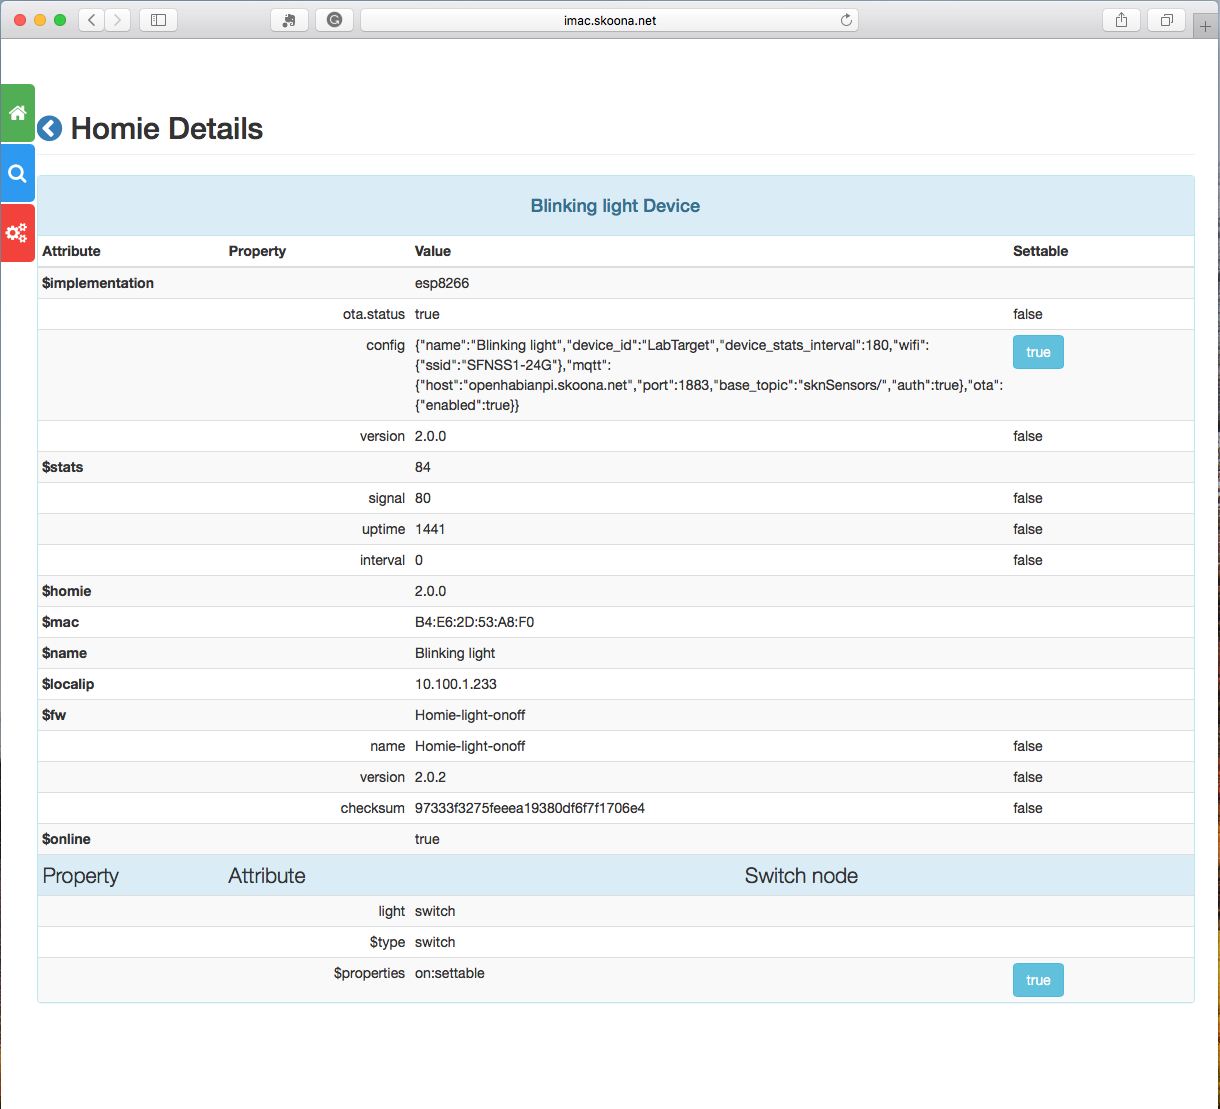 imac.skoona.net
Homie Details
Blinking light Device
Attribute Property Value Settable
$implementation esp8266
ota.status true false
config {"name":"Blinking light","device_id":"LabTarget","device_stats_interval":180,"wifi": true
{"ssid":"SFNSS1-24G"},"mqtt":
{"host":"openhabianpi.skoona.net","port":1883,"base_topic":"sknSensors/","auth":true},"ota":
{"enabled":true}}
version 2.0.0 false
$stats 84
signal 80 false
uptime 1441 false
interval 0 false
$homie 2.0.0
$mac B4:E6:2D:53:A8:F0
$name Blinking light
$localip 10.100.1.233
$fw Homie-light-onoff
name Homie-light-onoff false
version 2.0.2 false
checksum 97333f3275feeea19380df6f7f1706e4 false
$online true
Property Attribute Switch node
light switch
$type switch
$properties on:settable true